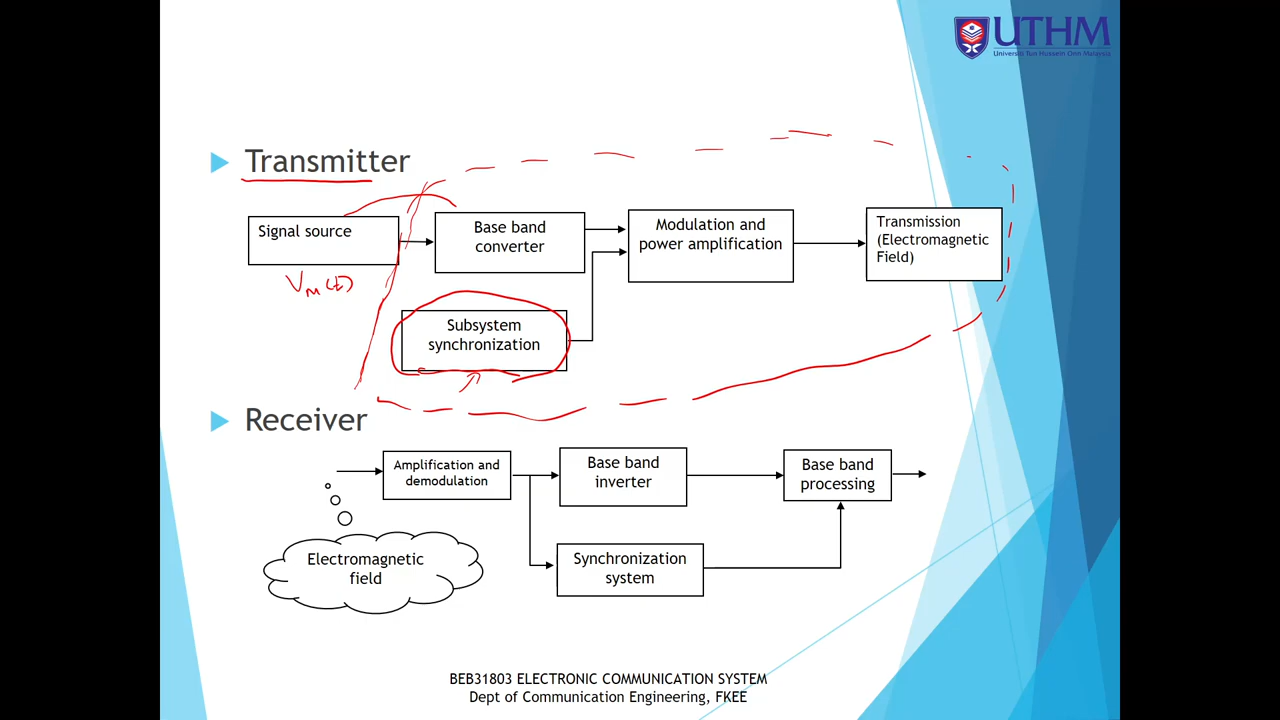 UTHM
Universiti Tun Hussein Onn Malaysia
Transmitter
Signal source
Base band
converter
Modulation and
power amplification
Transmission
(Electromagnetic
Field)
Vm(t)
Subsystem
synchronization
Receiver
Amplification and
demodulation
Base band
inverter
Base band
processing
Electromagnetic
field
Synchronization
system
BEB31803 ELECTRONIC COMMUNICATION SYSTEM
Dept of Communication Engineering, FKEE